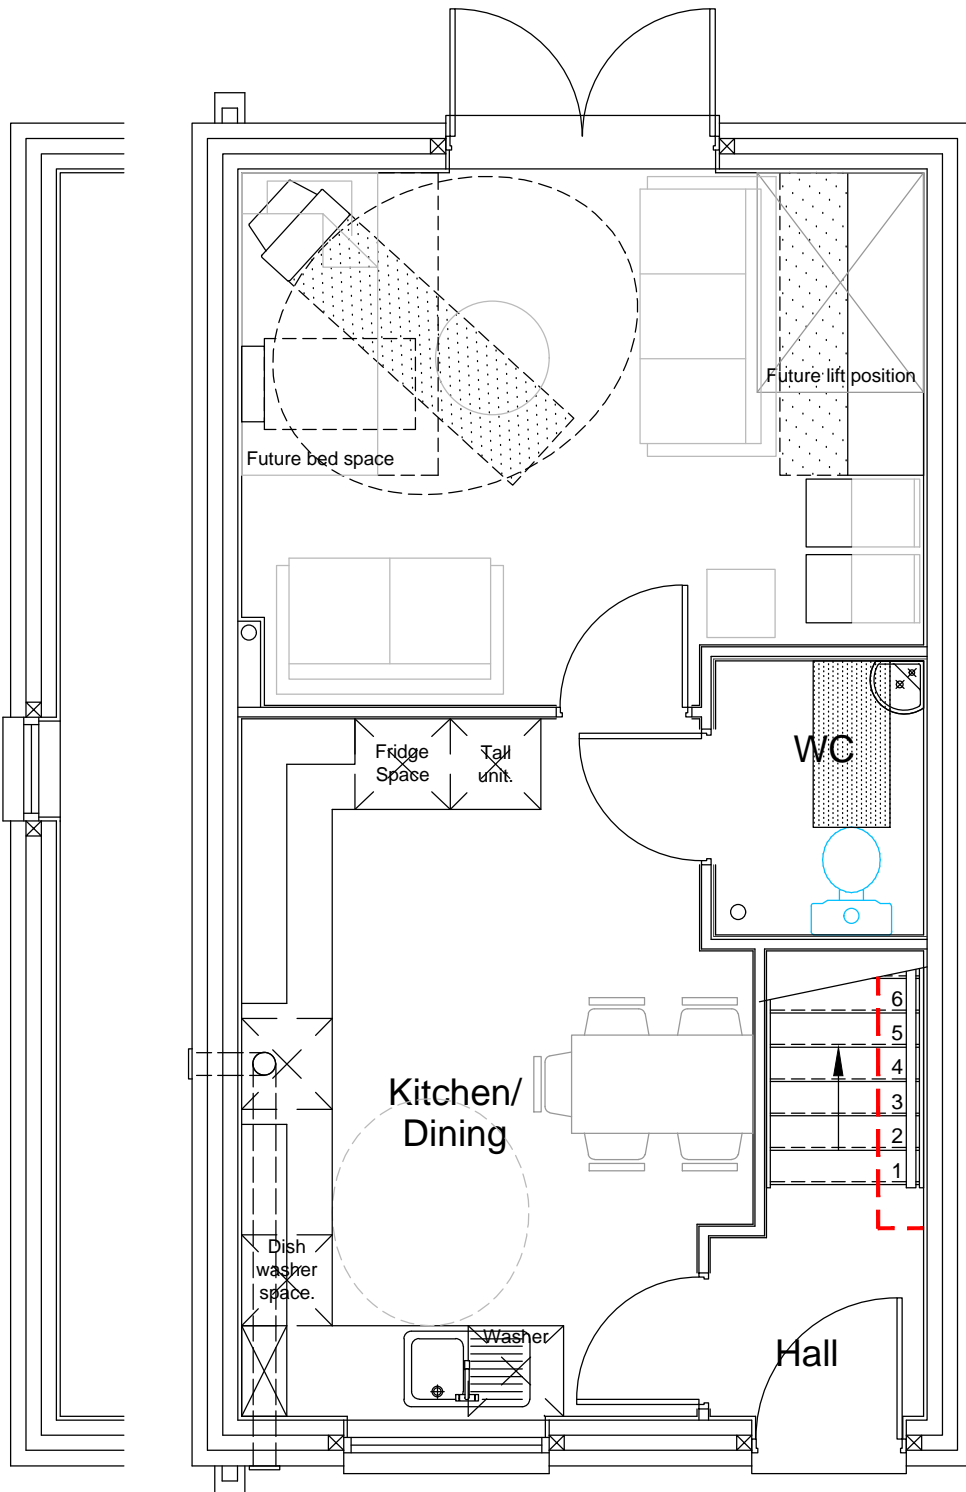 Future lift position
Future bed space
Fridge
Space
Tall
unit.
WC
6
5
4
3
2
1
Kitchen/
Dining
Dish
washer
space.
Washer
Hall